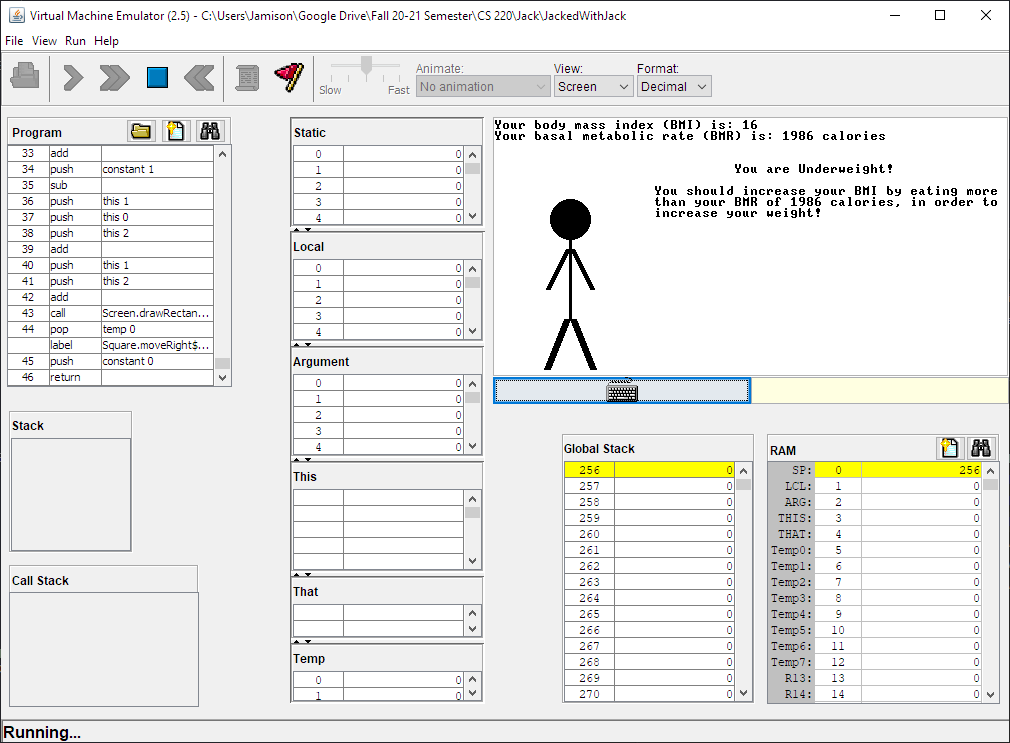 Virtual Machine Emulator (2.5) - C:\Users\Jamison\Google Drive\Fall 20-21 Semester\CS 220\Jack\JackedWithJack
File View Run Help
Slow Fast
Animate:
No animation
View:
Screen
Format:
Decimal
Program
33 add
34 push constant 1
35 sub
36 push this 1
37 push this 0
38 push this 2
39 add
40 push this 1
41 push this 2
42 add
43 call Screen.drawRectan...
44 pop temp 0
label Square.moveRight$...
45 push constant 0
46 return
Stack
Call Stack
Static
0 0
1 0
2 0
3 0
4 0
Local
0 0
1 0
2 0
3 0
4 0
Argument
0 0
1 0
2 0
3 0
4 0
This
That
Temp
0 0
1 0
Your body mass index (BMI) is: 16
Your basal metabolic rate (BMR) is: 1986 calories
You are Underweight!
You should increase your BMI by eating more
than your BMR of 1986 calories, in order to
increase your weight!
Global Stack
256 0
257 0
258 0
259 0
260 0
261 0
262 0
263 0
264 0
265 0
266 0
267 0
268 0
269 0
270 0
RAM
SP: 0 256
LCL: 1 0
ARG: 2 0
THIS: 3 0
THAT: 4 0
Temp0: 5 0
Temp1: 6 0
Temp2: 7 0
Temp3: 8 0
Temp4: 9 0
Temp5: 10 0
Temp6: 11 0
Temp7: 12 0
R13: 13 0
R14: 14 0
Running...